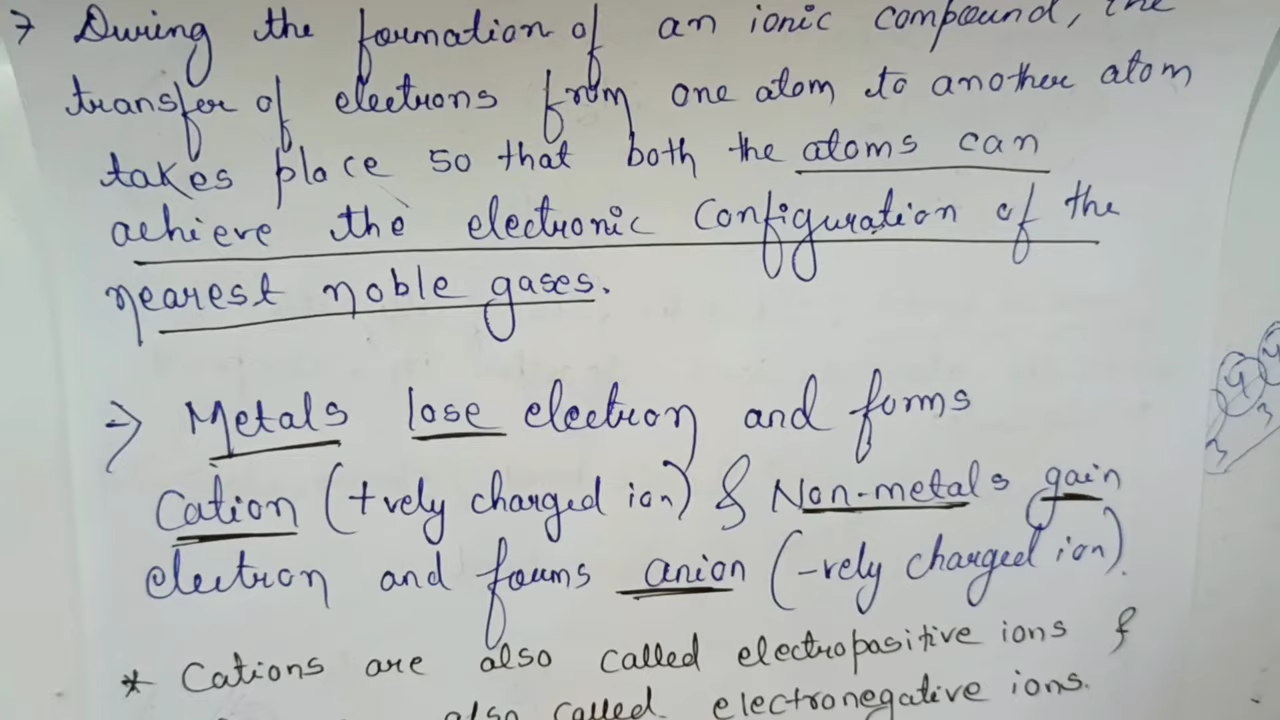 → During the formation of an ionic compound, the
transfer of electrons from one atom to another atom
takes place so that both the atoms can
achieve the electronic configuration of the
nearest noble gases.
→ Metals lose electron and forms
Cation (+vely charged ion) & Non-metals gain
electron and forms anion (-vely charged ion).
* Cations are also called electropositive ions &
also called electronegative ions.